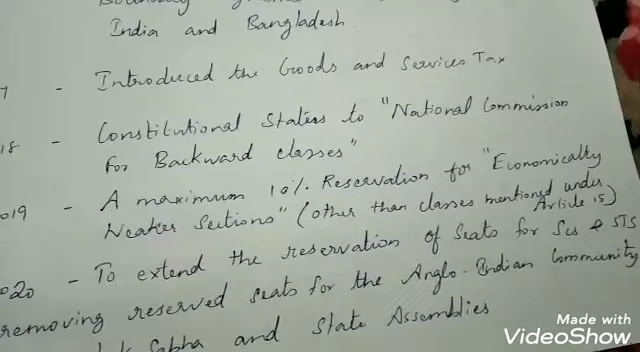 India and Bangladesh
7 - Introduced the Goods and Services Tax
18 - Constitutional Status to "National Commission
for Backward classes"
019 - A maximum 10% Reservation for "Economically
Weaker Sections" (other than classes mentioned under
Article 15)
020 - To extend the reservation of seats for Scs & STS
removing reserved seats for the Anglo-Indian Community
Sabha and State Assemblies
Made with
VideoShow